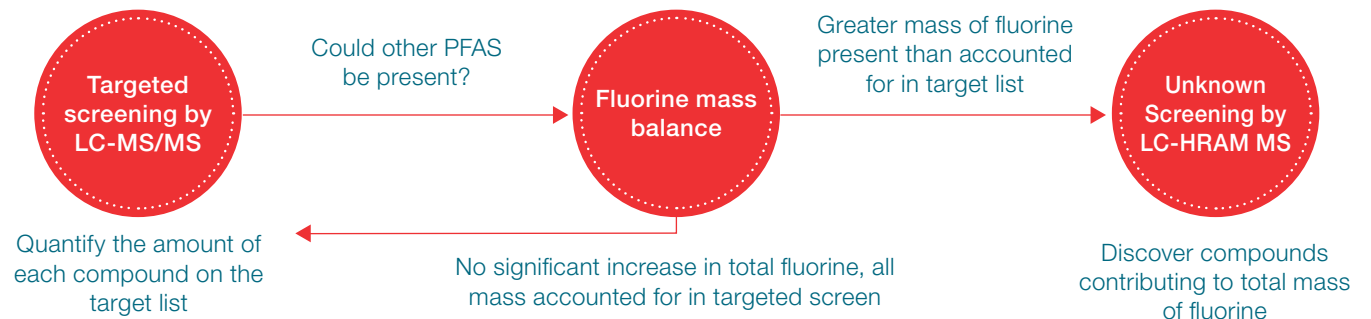 Targeted
screening by
LC-MS/MS
Could other PFAS
be present?
Fluorine mass
balance
Greater mass of fluorine
present than accounted
for in target list
Unknown
Screening by
LC-HRAM MS
Quantify the amount of
each compound on the
target list
No significant increase in total fluorine, all
mass accounted for in targeted screen
Discover compounds
contributing to total mass
of fluorine